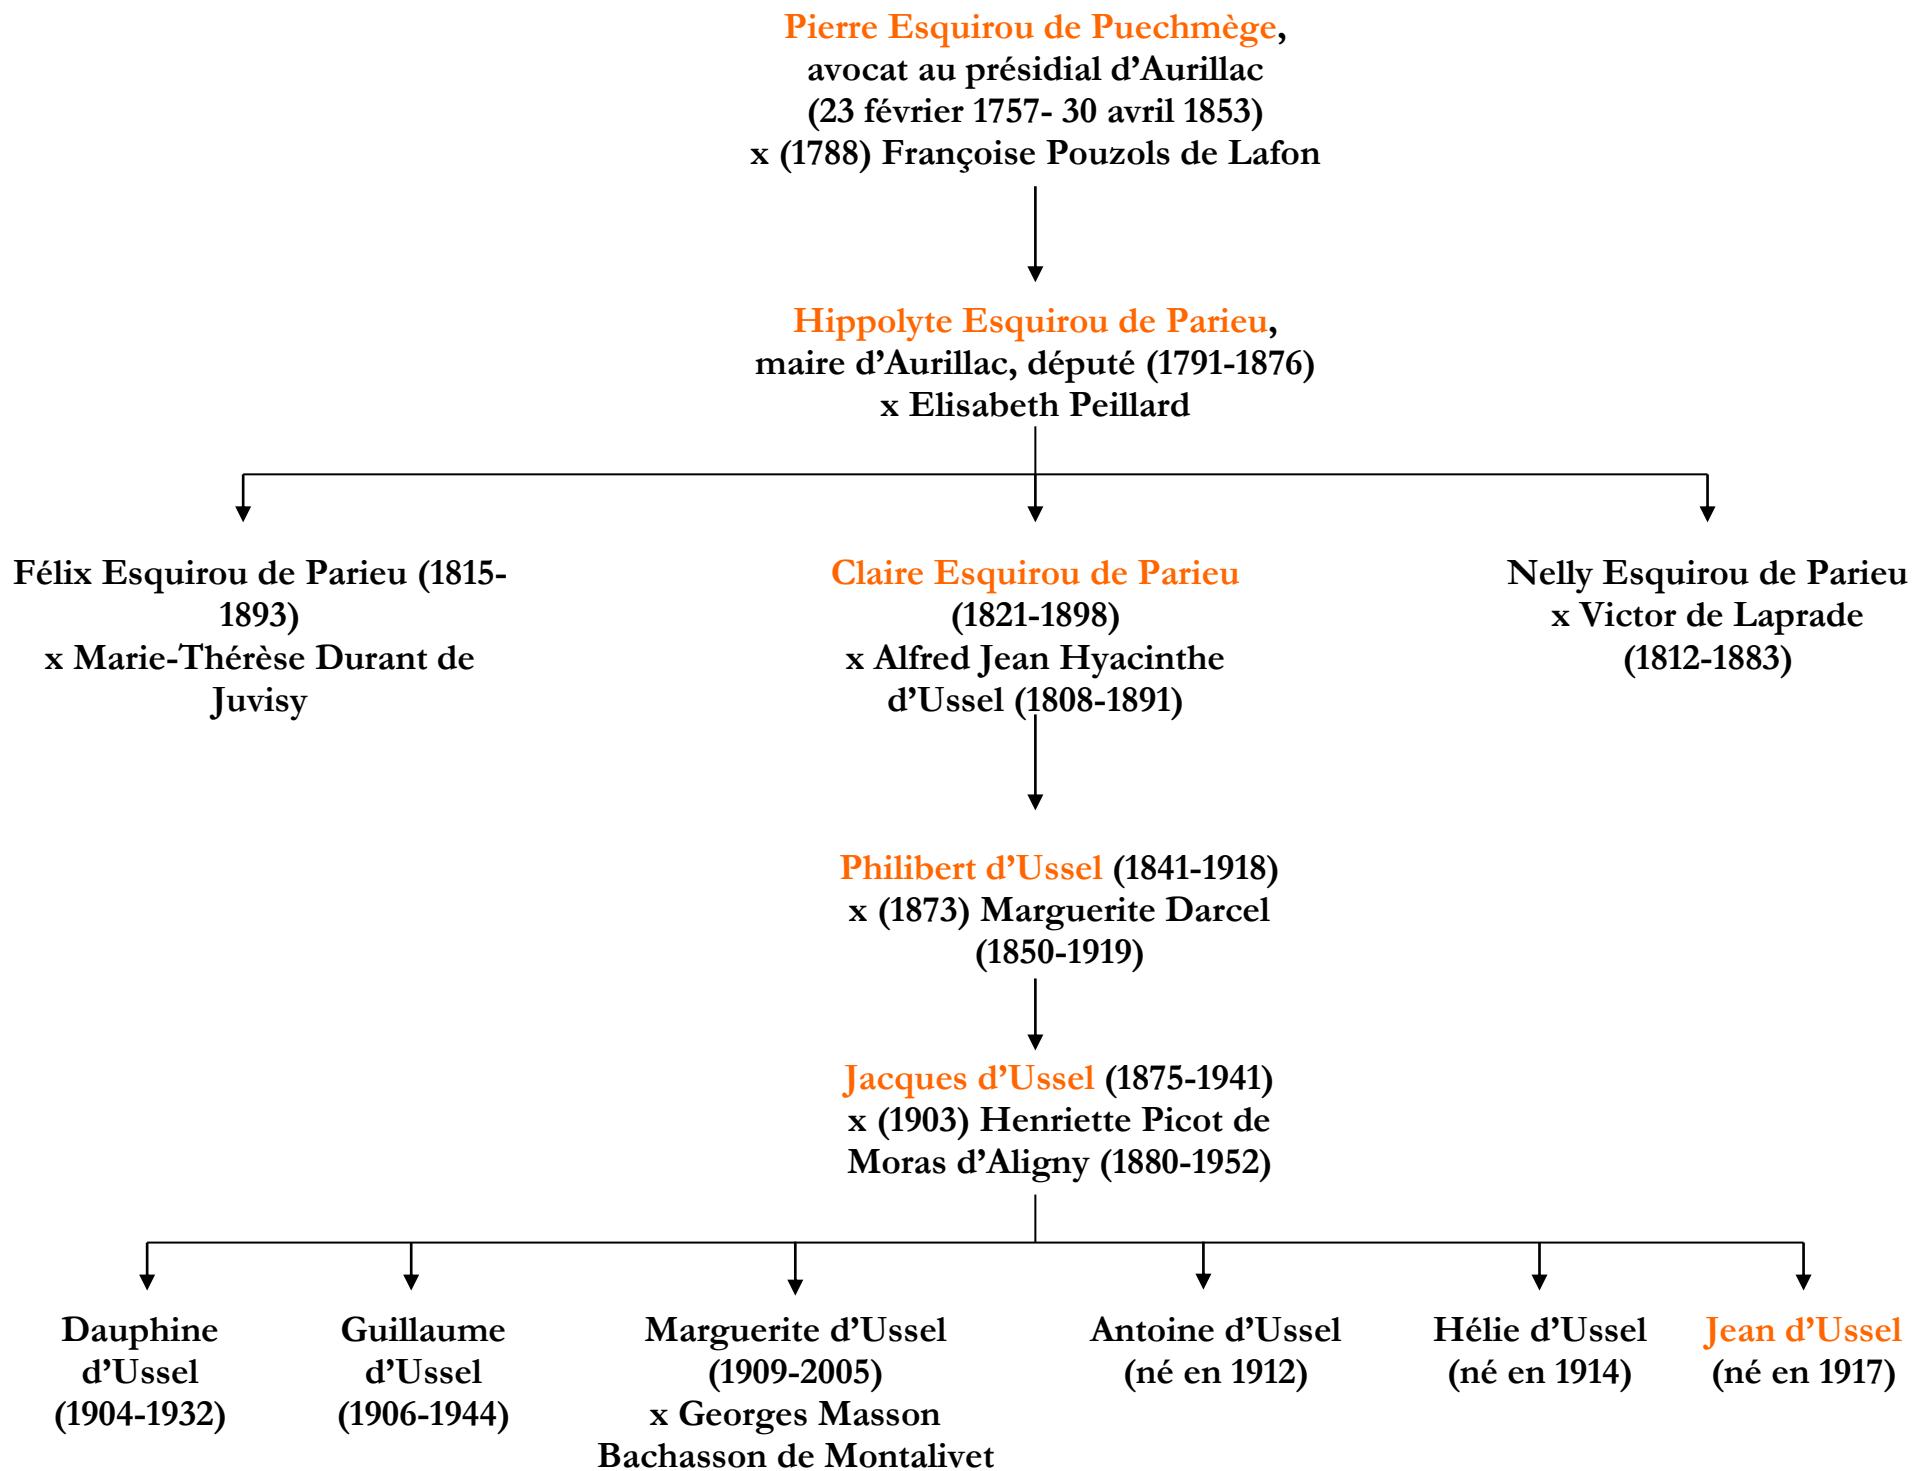 Pierre Esquirou de Puechmège,
avocat au présidial d’Aurillac
(23 février 1757- 30 avril 1853)
x (1788) Françoise Pouzols de Lafon
Hippolyte Esquirou de Parieu,
maire d’Aurillac, député (1791-1876)
x Elisabeth Peillard
Félix Esquirou de Parieu (1815-
1893)
x Marie-Thérèse Durant de
Juvisy
Claire Esquirou de Parieu
(1821-1898)
x Alfred Jean Hyacinthe
d’Ussel (1808-1891)
Nelly Esquirou de Parieu
x Victor de Laprade
(1812-1883)
Philibert d’Ussel (1841-1918)
x (1873) Marguerite Darcel
(1850-1919)
Jacques d’Ussel (1875-1941)
x (1903) Henriette Picot de
Moras d’Aligny (1880-1952)
Dauphine
d’Ussel
(1904-1932)
Guillaume
d’Ussel
(1906-1944)
Marguerite d’Ussel
(1909-2005)
x Georges Masson
Bachasson de Montalivet
Antoine d’Ussel
(né en 1912)
Hélie d’Ussel
(né en 1914)
Jean d’Ussel
(né en 1917)